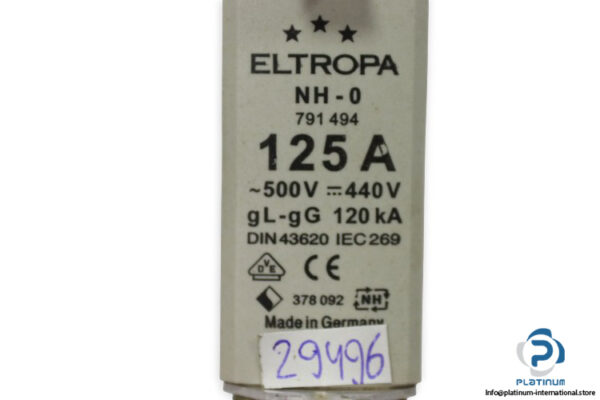 ELTROPA
NH - 0
791 494
125 A
~500V ⎓440V
gL-gG 120 kA
DIN 43620 IEC 269
VDE CE
378 092 NH
Made in Germany
29496
PLATINUM
Info@platinum-international.store